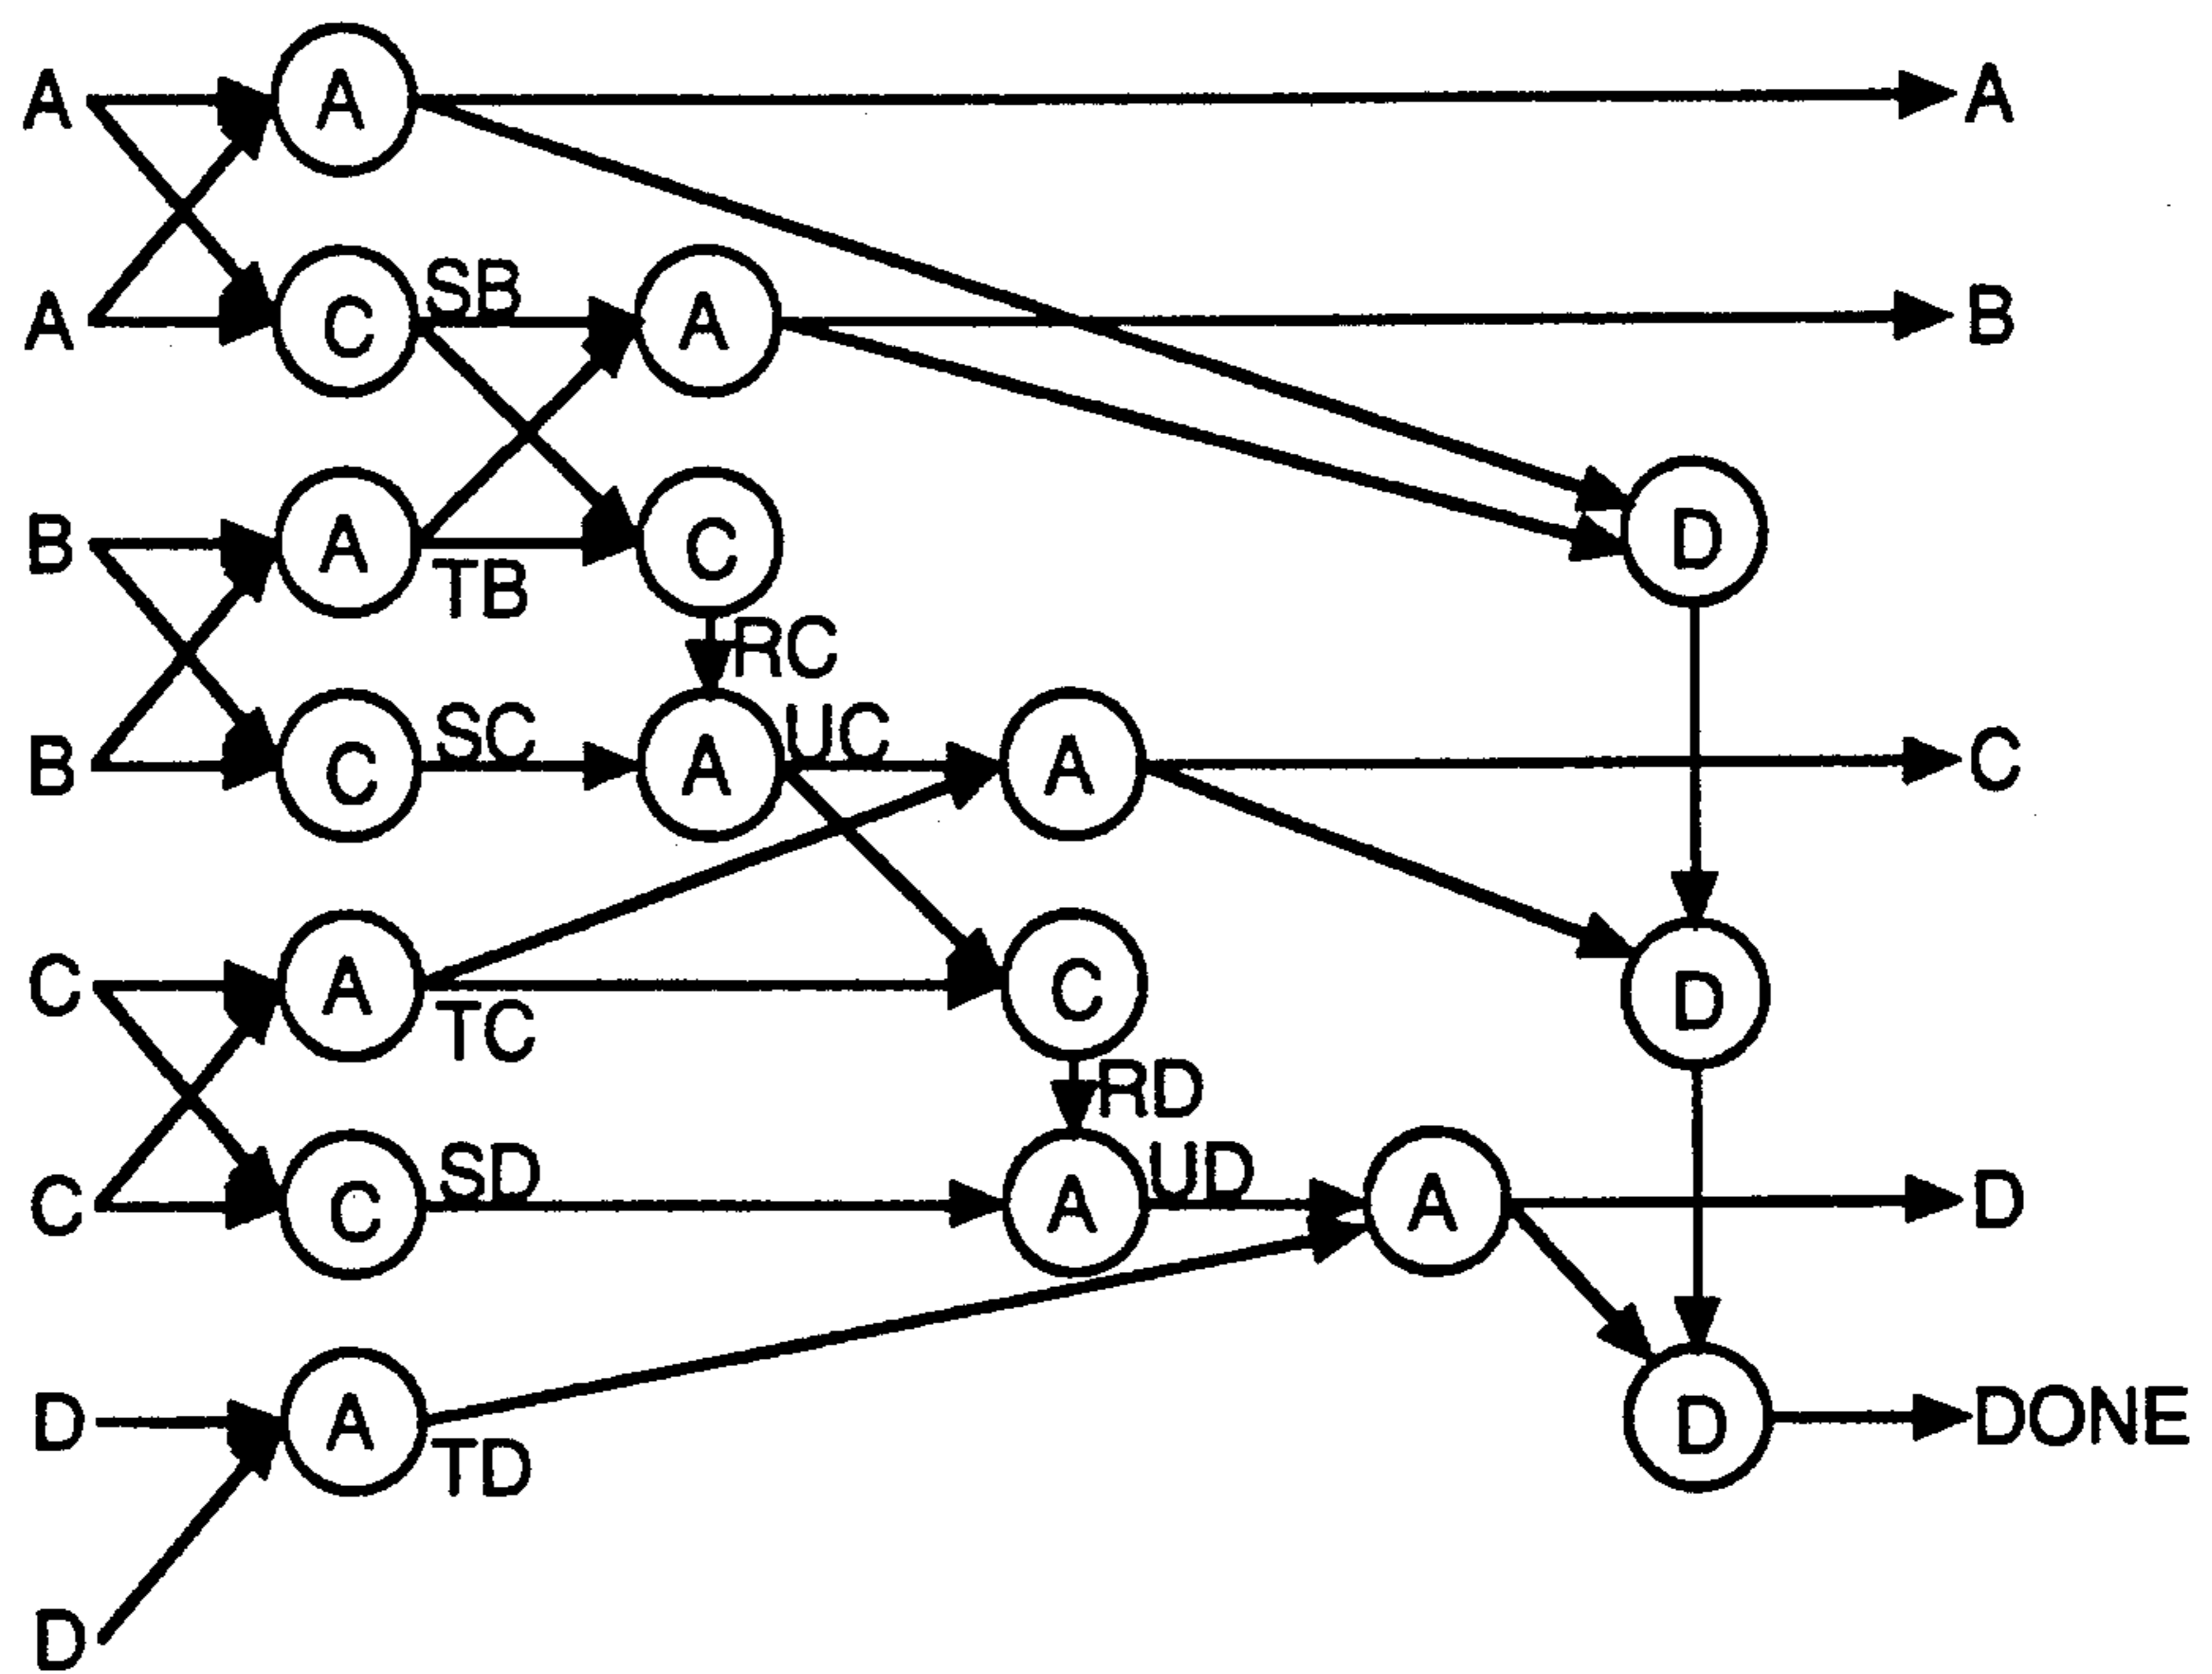 A A A
A C SB A B
B A TB C D
RC
B C SC A UC A C
C A TC C D
RD
C C SD A UD A D
D A TD D DONE
D